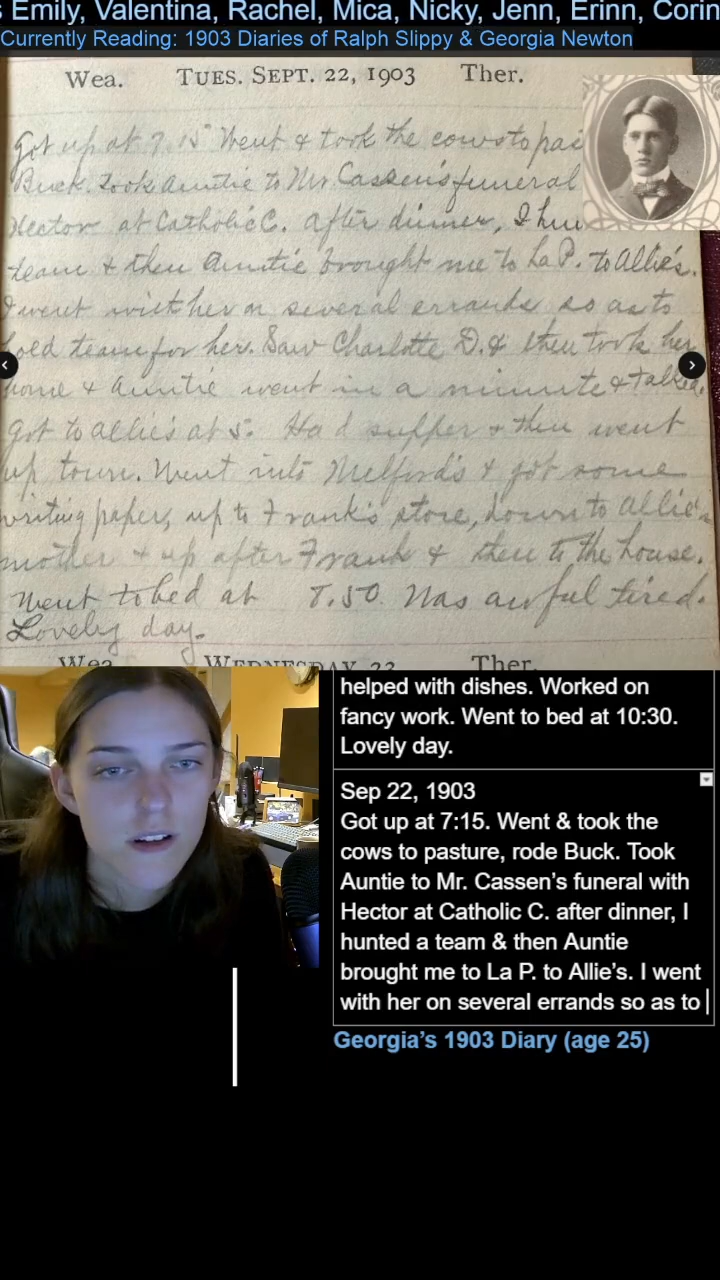 s Emily, Valentina, Rachel, Mica, Nicky, Jenn, Erinn, Corin
Currently Reading: 1903 Diaries of Ralph Slippy & Georgia Newton
Wea. TUES. SEPT. 22, 1903 Ther.
Got up at 7.15 Went & took the cows to pas
Buck. Took Auntie to Mr Cassen's funeral
Hector at Catholic C. after dinner, I hun
team & then Auntie brought me to La P. to Allie's.
I went with her on several errands so as to
hold team for her. Saw Charlotte D. & then took her
home & Auntie went in a minute & talked.
Got to Allie's at 5. Had supper & then went
up town. Went into Melford's & got some
writing paper, up to Frank's store, down to Allie's
mother & up after Frank & then to the house.
Went to bed at 8.50. Was awful tired.
Lovely day.
Wea. WEDNESDAY 23 Ther.
helped with dishes. Worked on
fancy work. Went to bed at 10:30.
Lovely day.
Sep 22, 1903
Got up at 7:15. Went & took the
cows to pasture, rode Buck. Took
Auntie to Mr. Cassen's funeral with
Hector at Catholic C. after dinner, I
hunted a team & then Auntie
brought me to La P. to Allie's. I went
with her on several errands so as to
Georgia's 1903 Diary (age 25)